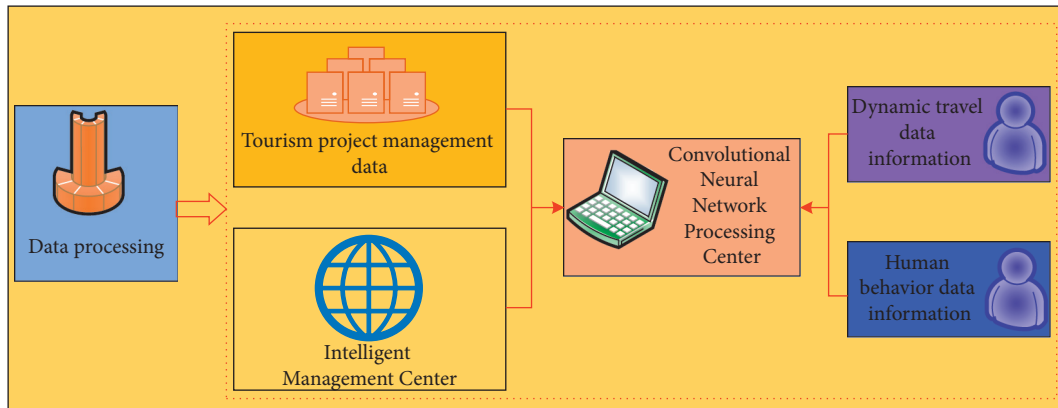 Data processing
Tourism project management
data
Intelligent
Management Center
Convolutional
Neural
Network
Processing
Center
Dynamic travel
data
information
Human
behavior data
information